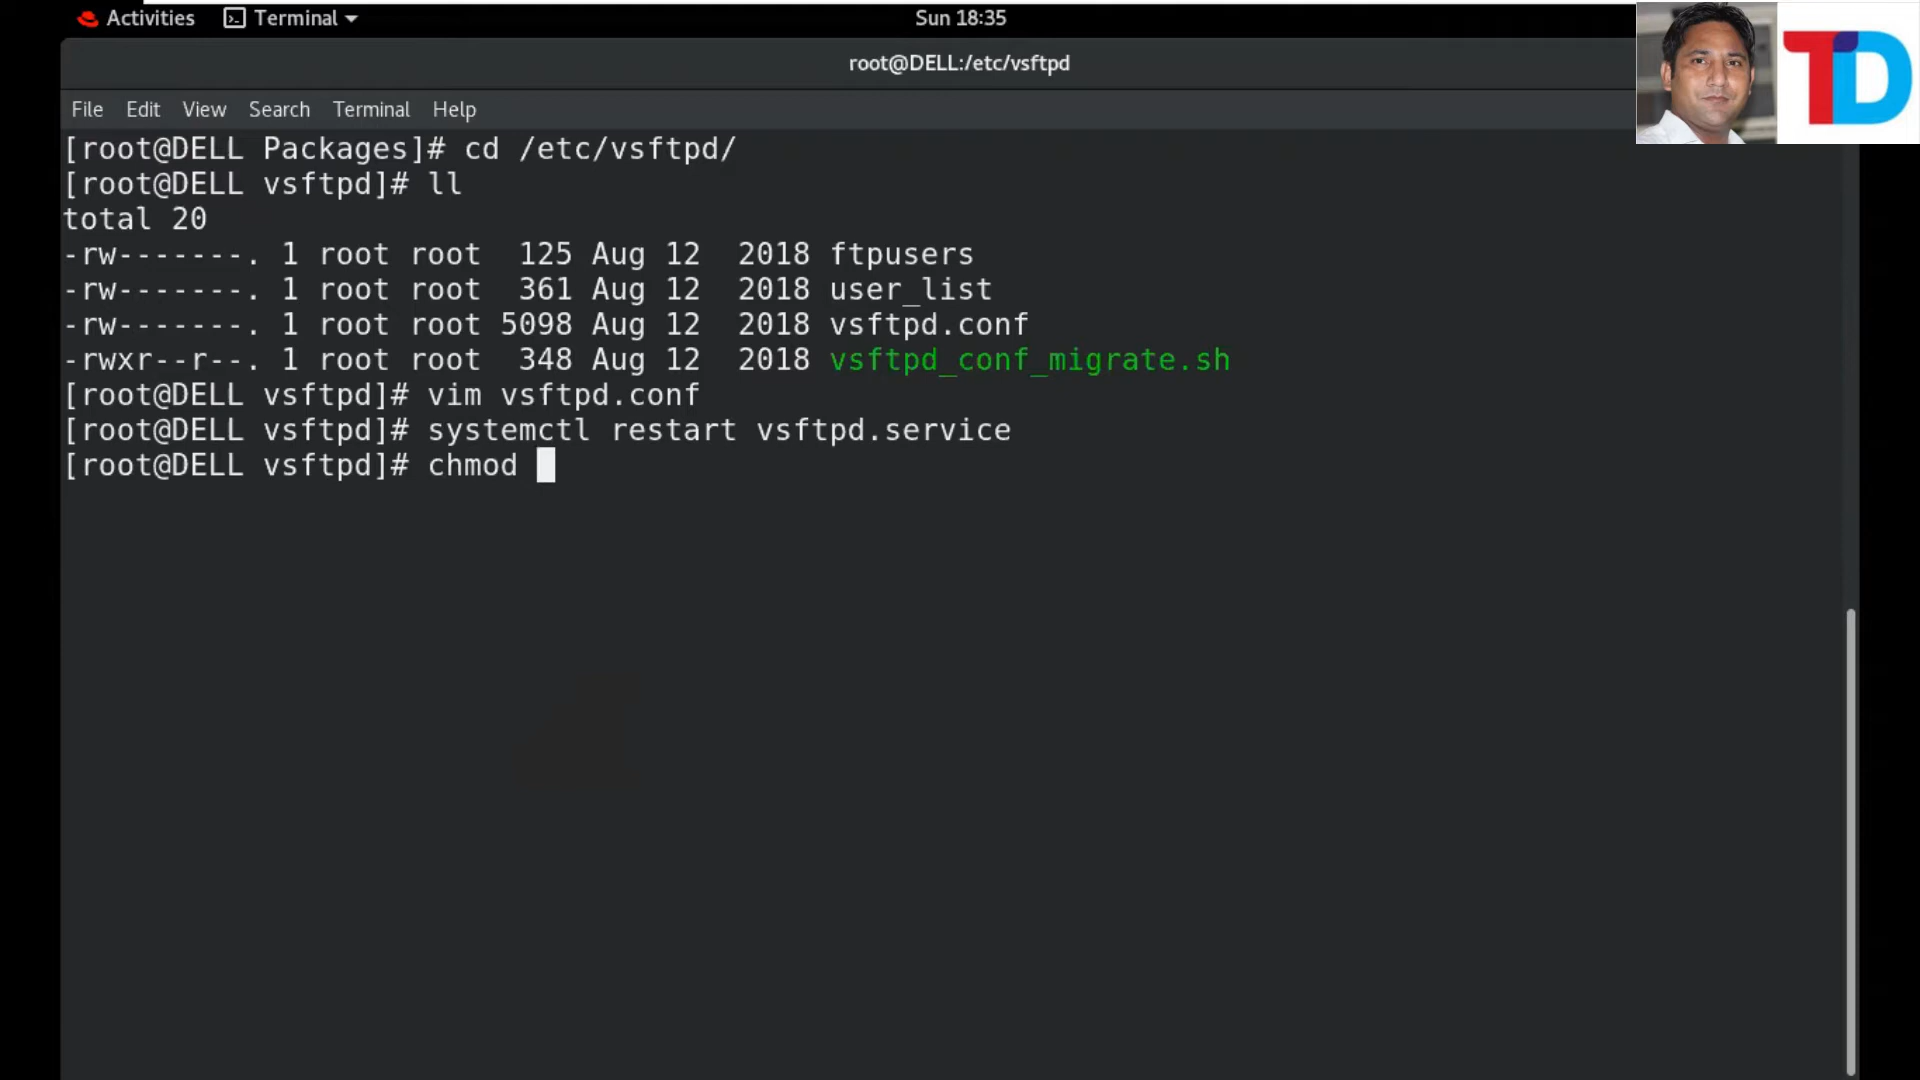 Activities Terminal Sun 18:35
TD
root@DELL:/etc/vsftpd
File Edit View Search Terminal Help
[root@DELL Packages]# cd /etc/vsftpd/
[root@DELL vsftpd]# ll
total 20
-rw-------. 1 root root  125 Aug 12  2018 ftpusers
-rw-------. 1 root root  361 Aug 12  2018 user_list
-rw-------. 1 root root 5098 Aug 12  2018 vsftpd.conf
-rwxr--r--. 1 root root  348 Aug 12  2018 vsftpd_conf_migrate.sh
[root@DELL vsftpd]# vim vsftpd.conf
[root@DELL vsftpd]# systemctl restart vsftpd.service
[root@DELL vsftpd]# chmod